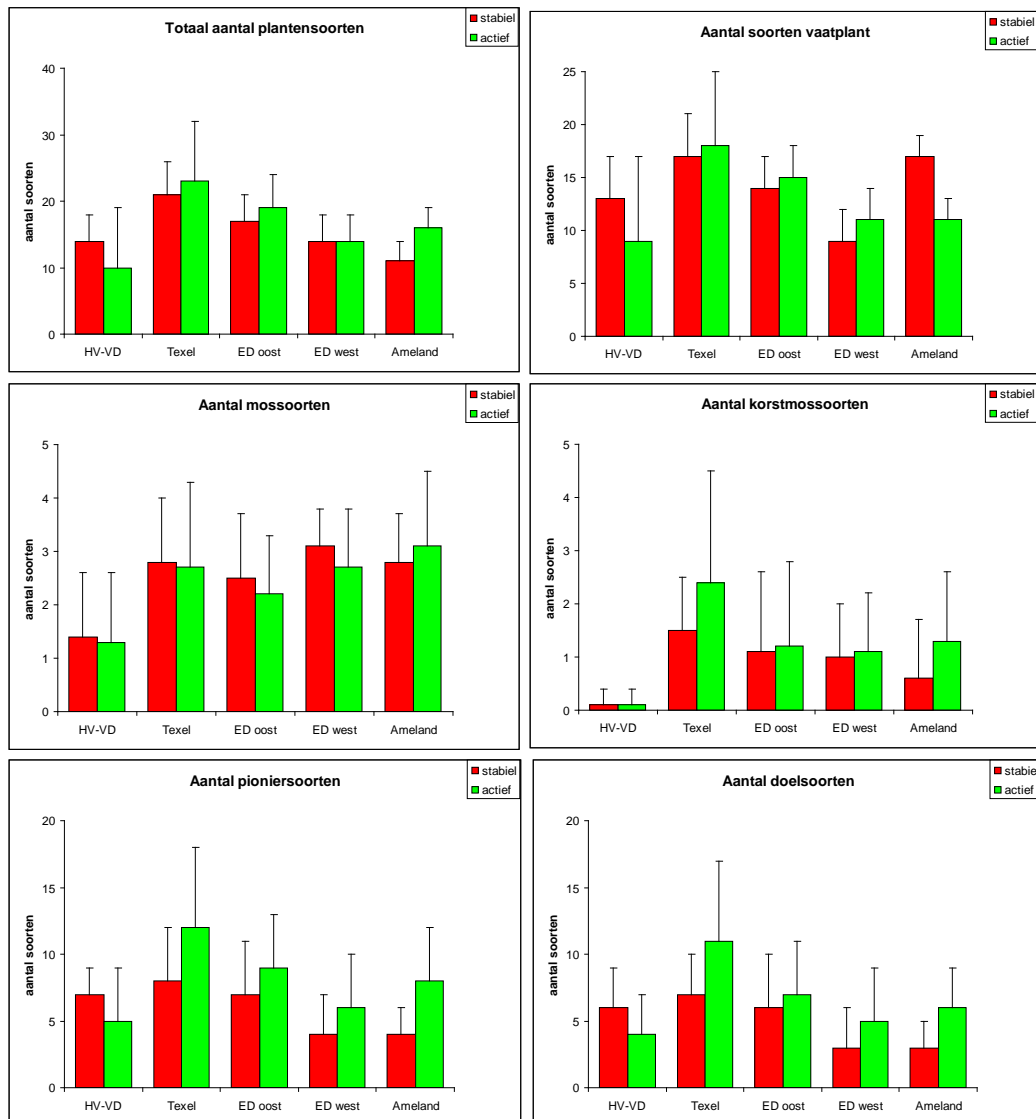 Totaal aantal plantensoorten
stabiel
actief
aantal soorten
40
30
20
10
0
HV-VD Texel ED oost ED west Ameland
Aantal soorten vaatplant
stabiel
actief
aantal soorten
25
20
15
10
5
0
HV-VD Texel ED oost ED west Ameland
Aantal mossoorten
stabiel
actief
aantal soorten
5
4
3
2
1
0
HV-VD Texel ED oost ED west Ameland
Aantal korstmossoorten
stabiel
actief
aantal soorten
5
4
3
2
1
0
HV-VD Texel ED oost ED west Ameland
Aantal pioniersoorten
stabiel
actief
aantal soorten
20
15
10
5
0
HV-VD Texel ED oost ED west Ameland
Aantal doelsoorten
stabiel
actief
aantal soorten
20
15
10
5
0
HV-VD Texel ED oost ED west Ameland